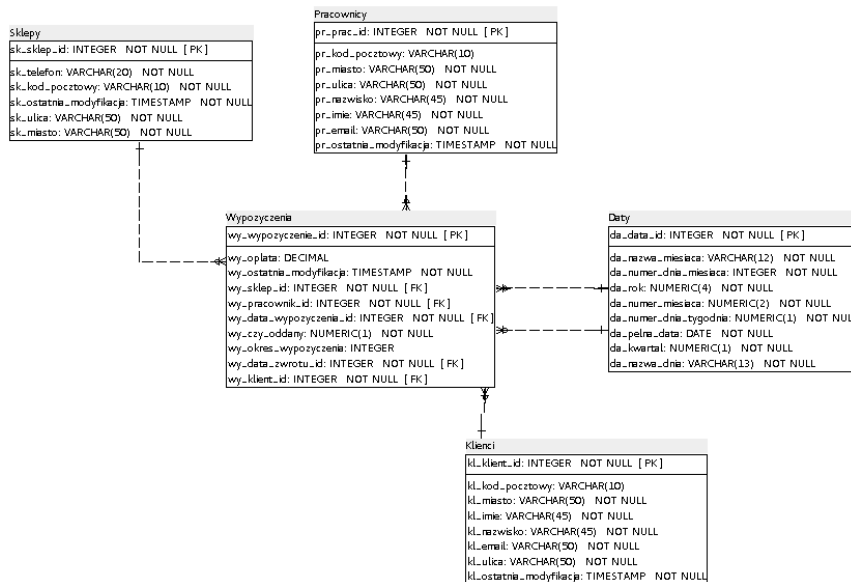 Sklepy
sk_sklep_id: INTEGER NOT NULL [ PK ]
sk_telefon: VARCHAR(20) NOT NULL
sk_kod_pocztowy: VARCHAR(10) NOT NULL
sk_ostatnia_modyfikacja: TIMESTAMP NOT NULL
sk_ulica: VARCHAR(50) NOT NULL
sk_miasto: VARCHAR(50) NOT NULL
Pracownicy
pr_prac_id: INTEGER NOT NULL [ PK ]
pr_kod_pocztowy: VARCHAR(10)
pr_miasto: VARCHAR(50) NOT NULL
pr_ulica: VARCHAR(50) NOT NULL
pr_nazwisko: VARCHAR(45) NOT NULL
pr_imie: VARCHAR(45) NOT NULL
pr_email: VARCHAR(50) NOT NULL
pr_ostatnia_modyfikacja: TIMESTAMP NOT NULL
Wypozyczenia
wy_wypozyczenie_id: INTEGER NOT NULL [ PK ]
wy_oplata: DECIMAL
wy_ostatnia_modyfikacja: TIMESTAMP NOT NULL
wy_sklep_id: INTEGER NOT NULL [ FK ]
wy_pracownik_id: INTEGER NOT NULL [ FK ]
wy_data_wypozyczenia_id: INTEGER NOT NULL [ FK ]
wy_czy_oddany: NUMERIC(1) NOT NULL
wy_okres_wypozyczenia: INTEGER
wy_data_zwrotu_id: INTEGER NOT NULL [ FK ]
wy_klient_id: INTEGER NOT NULL [ FK ]
Daty
da_data_id: INTEGER NOT NULL [ PK ]
da_nazwa_miesiaca: VARCHAR(12) NOT NULL
da_numer_dnia_miesiaca: INTEGER NOT NULL
da_rok: NUMERIC(4) NOT NULL
da_numer_miesiaca: NUMERIC(2) NOT NULL
da_numer_dnia_tygodnia: NUMERIC(1) NOT NUL
da_pelna_data: DATE NOT NULL
da_kwartal: NUMERIC(1) NOT NULL
da_nazwa_dnia: VARCHAR(13) NOT NULL
Klienci
kl_klient_id: INTEGER NOT NULL [ PK ]
kl_kod_pocztowy: VARCHAR(10)
kl_miasto: VARCHAR(50) NOT NULL
kl_imie: VARCHAR(45) NOT NULL
kl_nazwisko: VARCHAR(45) NOT NULL
kl_email: VARCHAR(50) NOT NULL
kl_ulica: VARCHAR(50) NOT NULL
kl_ostatnia_modyfikacja: TIMESTAMP NOT NULL